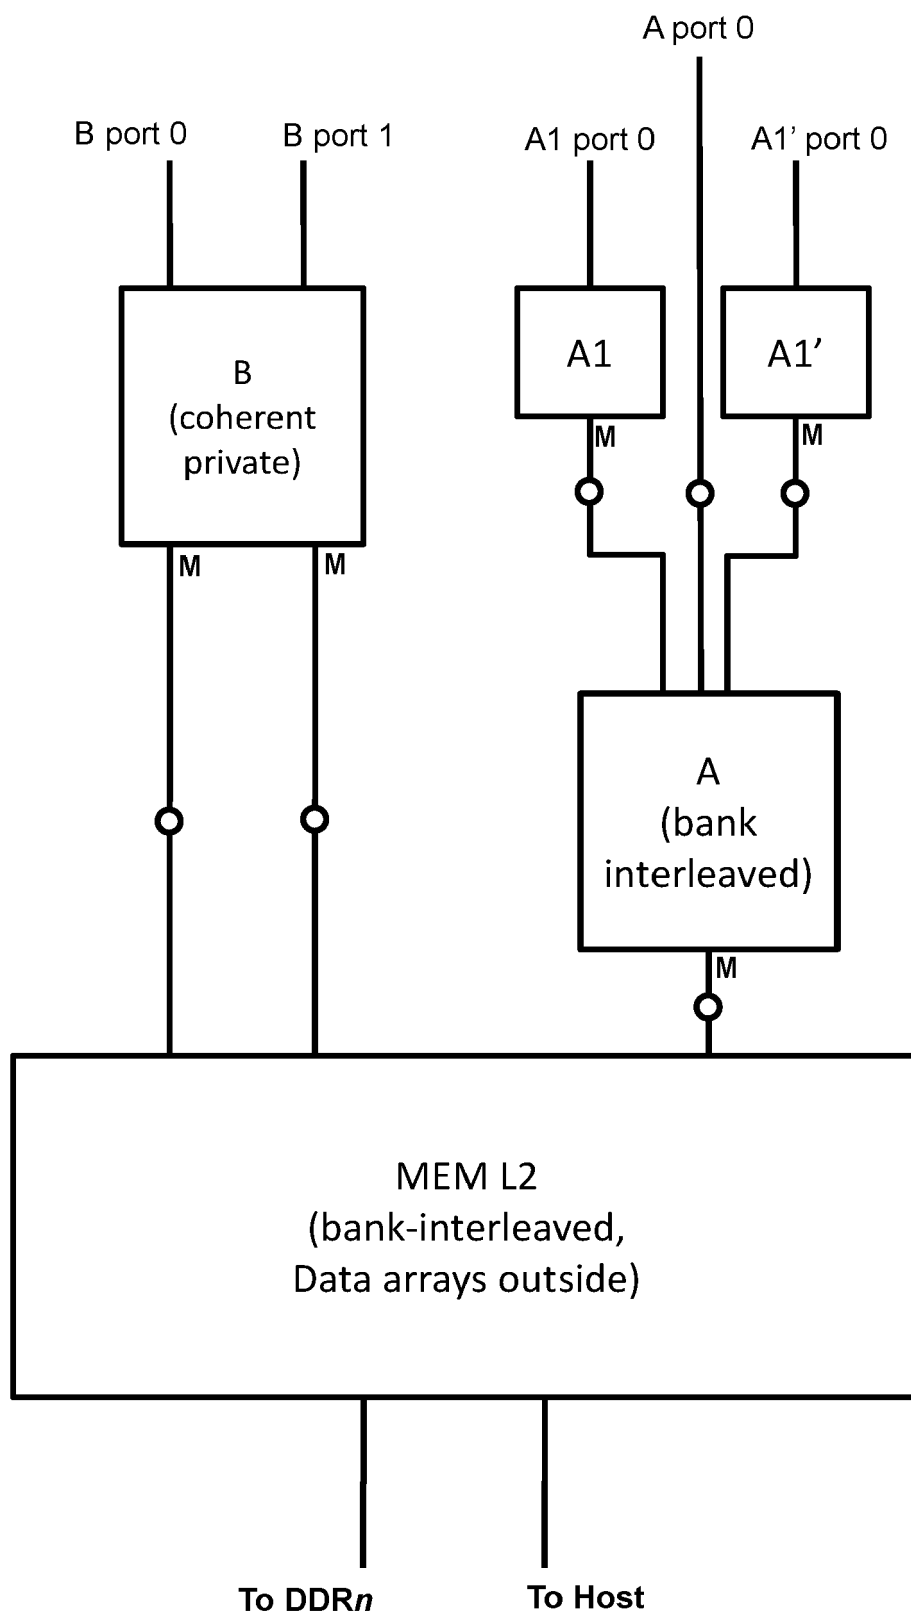 A port 0
B port 0
B port 1
A1 port 0
A1’ port 0
B
(coherent
private)
A1
A1’
M
M
M
M
A
(bank
interleaved)
M
MEM L2
(bank-interleaved,
Data arrays outside)
To DDRn
To Host